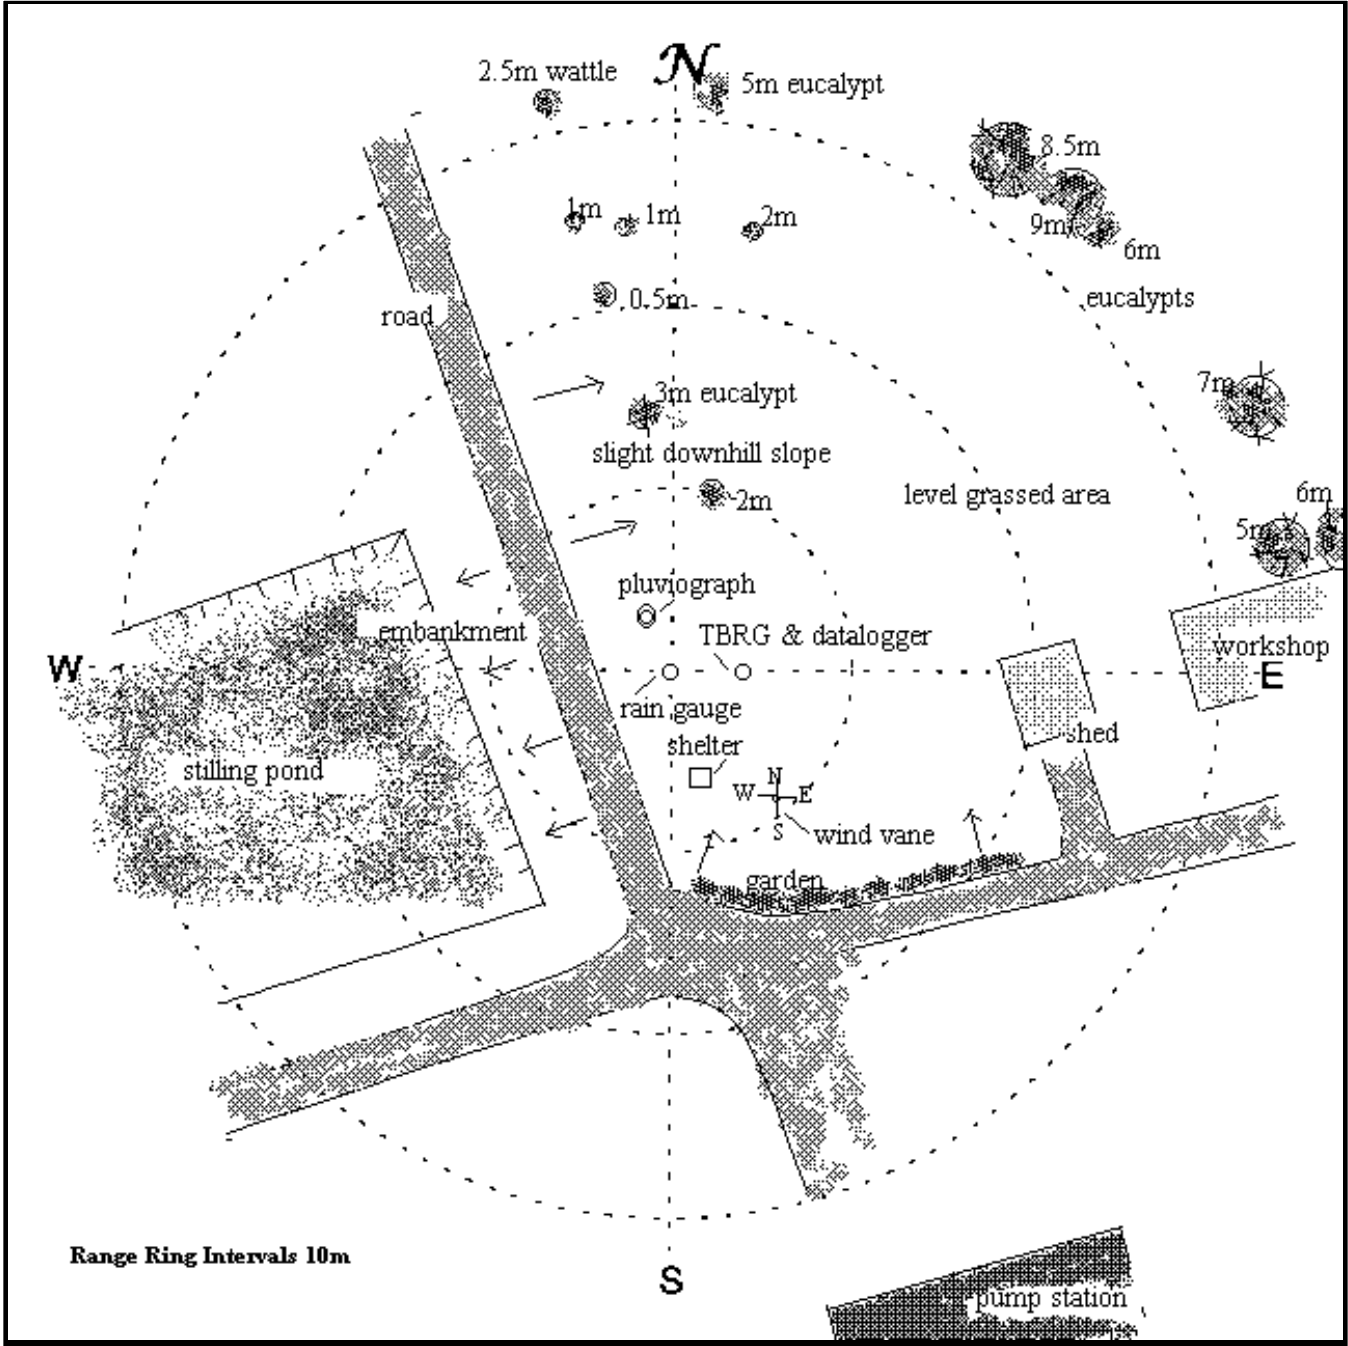 N
2.5m wattle
5m eucalypt
8.5m
1m
1m
2m
9m
6m
eucalypts
0.5m
road
7m
3m eucalypt
slight downhill slope
level grassed area
2m
6m
5m
pluviograph
embankment
TBRG & datalogger
workshop
W
E
rain gauge
shelter
shed
stilling pond
N
W
E
S
wind vane
garden
Range Ring Intervals 10m
S
pump station